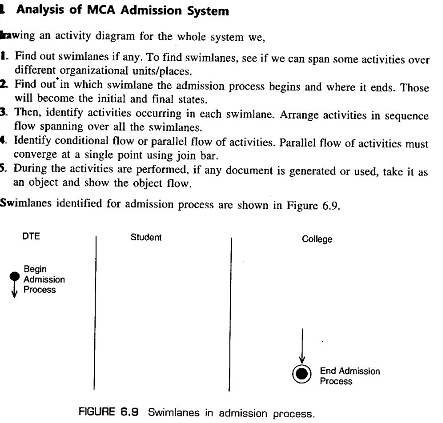 Analysis of MCA Admission System
an activity diagram for the whole system we,
1. Find out swimlanes if any. To find swimlanes, see if we can span some activities over
different organizational units/places.
2. Find out in which swimlane the admission process begins and where it ends. Those
will become the initial and final states.
3. Then, identify activities occurring in each swimlane. Arrange activities in sequence
flow spanning over all the swimlanes.
4. Identify conditional flow or parallel flow of activities. Parallel flow of activities must
converge at a single point using join bar.
5. During the activities are performed, if any document is generated or used, take it as
an object and show the object flow.
Swimlanes identified for admission process are shown in Figure 6.9.
DTE
Student
College
Begin
Admission
Process
End Admission
Process
FIGURE 6.9 Swimlanes in admission process.